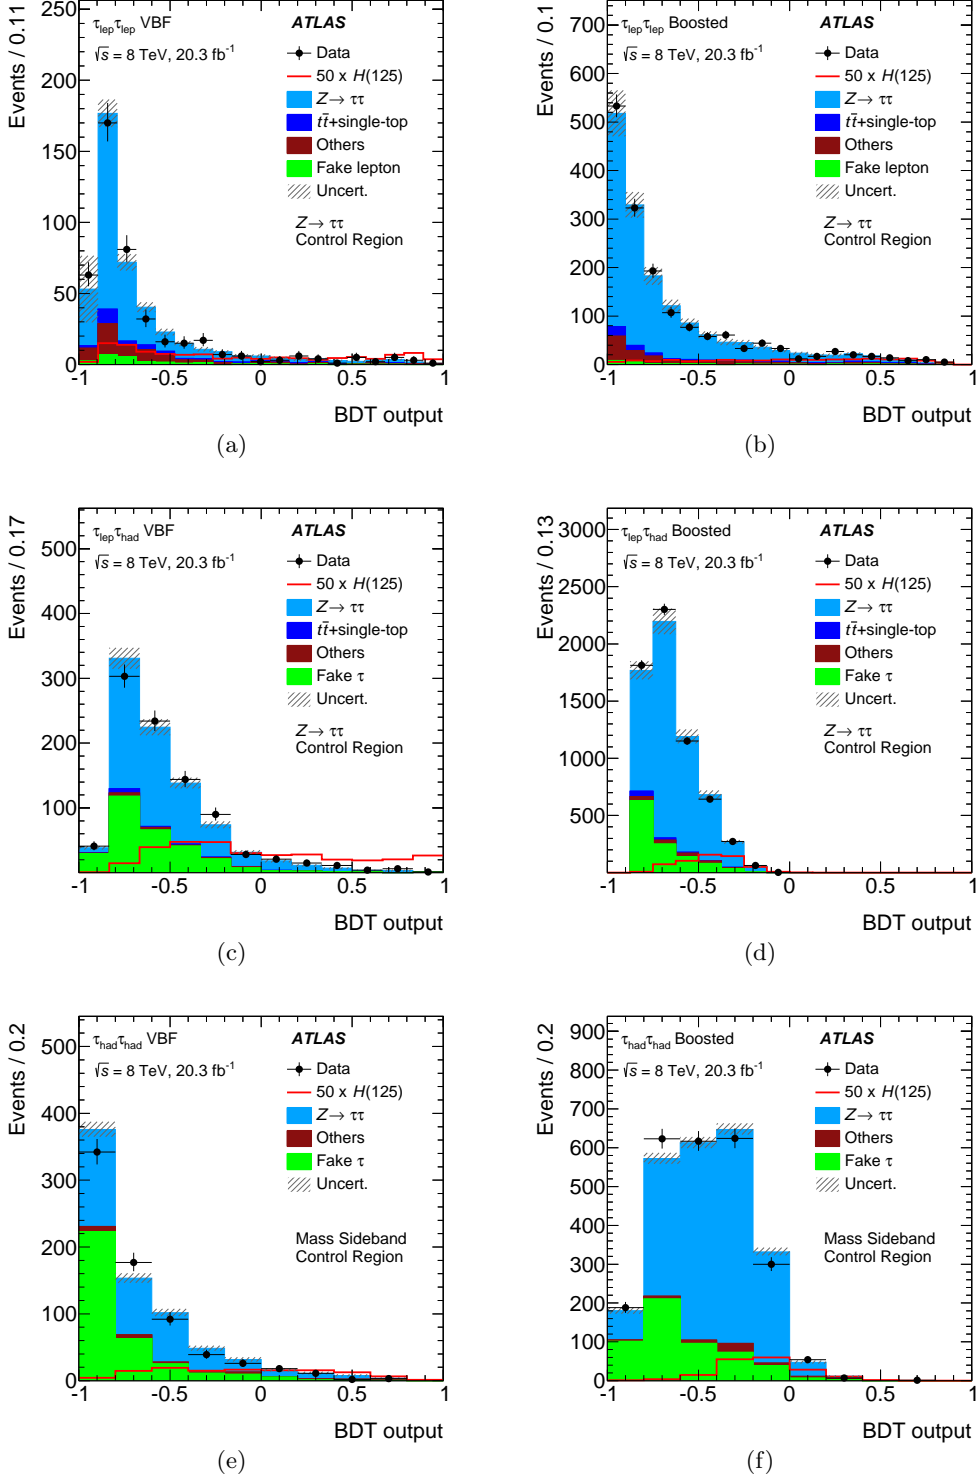 Events / 0.11
250
200
150
100
50
0
τlepτlep VBF
√s = 8 TeV, 20.3 fb-1
ATLAS
Data
50 x H(125)
Z→ ττ
tt̄+single-top
Others
Fake lepton
Uncert.
Z→ ττ
Control Region
-1 -0.5 0 0.5 1
BDT output
(a)
Events / 0.1
700
600
500
400
300
200
100
0
τlepτlep Boosted
√s = 8 TeV, 20.3 fb-1
ATLAS
Data
50 x H(125)
Z→ ττ
tt̄+single-top
Others
Fake lepton
Uncert.
Z→ ττ
Control Region
-1 -0.5 0 0.5 1
BDT output
(b)
Events / 0.17
500
400
300
200
100
τlepτhad VBF
√s = 8 TeV, 20.3 fb-1
ATLAS
Data
50 x H(125)
Z→ ττ
tt̄+single-top
Others
Fake τ
Uncert.
Z→ ττ
Control Region
-1 -0.5 0 0.5 1
BDT output
(c)
Events / 0.13
3000
2500
2000
1500
1000
500
τlepτhad Boosted
√s = 8 TeV, 20.3 fb-1
ATLAS
Data
50 x H(125)
Z→ ττ
tt̄+single-top
Others
Fake τ
Uncert.
Z→ ττ
Control Region
-1 -0.5 0 0.5 1
BDT output
(d)
Events / 0.2
500
400
300
200
100
0
τhadτhad VBF
√s = 8 TeV, 20.3 fb-1
ATLAS
Data
50 x H(125)
Z→ ττ
Others
Fake τ
Uncert.
Mass Sideband
Control Region
-1 -0.5 0 0.5 1
BDT output
(e)
Events / 0.2
900
800
700
600
500
400
300
200
100
0
τhadτhad Boosted
√s = 8 TeV, 20.3 fb-1
ATLAS
Data
50 x H(125)
Z→ ττ
Others
Fake τ
Uncert.
Mass Sideband
Control Region
-1 -0.5 0 0.5 1
BDT output
(f)